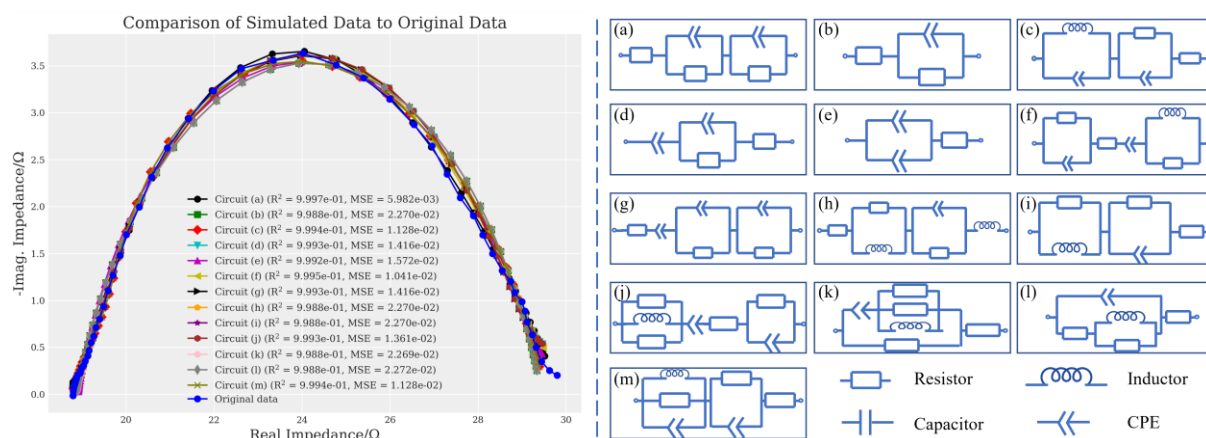 Comparison of Simulated Data to Original Data
-Imag. Impedance/Ω
3.5
3.0
2.5
2.0
1.5
1.0
0.5
0.0
Circuit (a) (R² = 9.997e-01, MSE = 5.982e-03)
Circuit (b) (R² = 9.988e-01, MSE = 2.270e-02)
Circuit (c) (R² = 9.994e-01, MSE = 1.128e-02)
Circuit (d) (R² = 9.993e-01, MSE = 1.416e-02)
Circuit (e) (R² = 9.992e-01, MSE = 1.572e-02)
Circuit (f) (R² = 9.995e-01, MSE = 1.041e-02)
Circuit (g) (R² = 9.993e-01, MSE = 1.416e-02)
Circuit (h) (R² = 9.988e-01, MSE = 2.270e-02)
Circuit (i) (R² = 9.988e-01, MSE = 2.270e-02)
Circuit (j) (R² = 9.993e-01, MSE = 1.361e-02)
Circuit (k) (R² = 9.988e-01, MSE = 2.269e-02)
Circuit (l) (R² = 9.988e-01, MSE = 2.272e-02)
Circuit (m) (R² = 9.994e-01, MSE = 1.128e-02)
Original data
20 22 24 26 28 30
Real Impedance/Ω
(a) (b) (c)
(d) (e) (f)
(g) (h) (i)
(j) (k) (l)
(m)
Resistor Inductor
Capacitor CPE